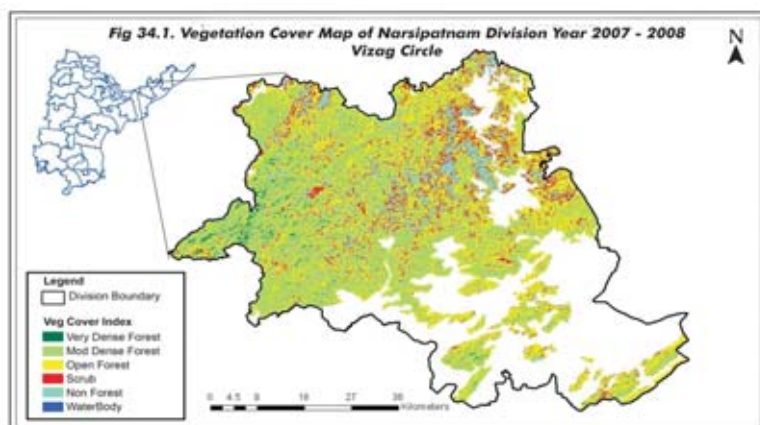 Fig 34.1. Vegetation Cover Map of Narsipatnam Division Year 2007 - 2008
Vizag Circle
N
Legend
Division Boundary
Veg Cover Index
Very Dense Forest
Mod Dense Forest
Open Forest
Scrub
Non Forest
WaterBody
0 4.5 9 18 27 36
Kilometers